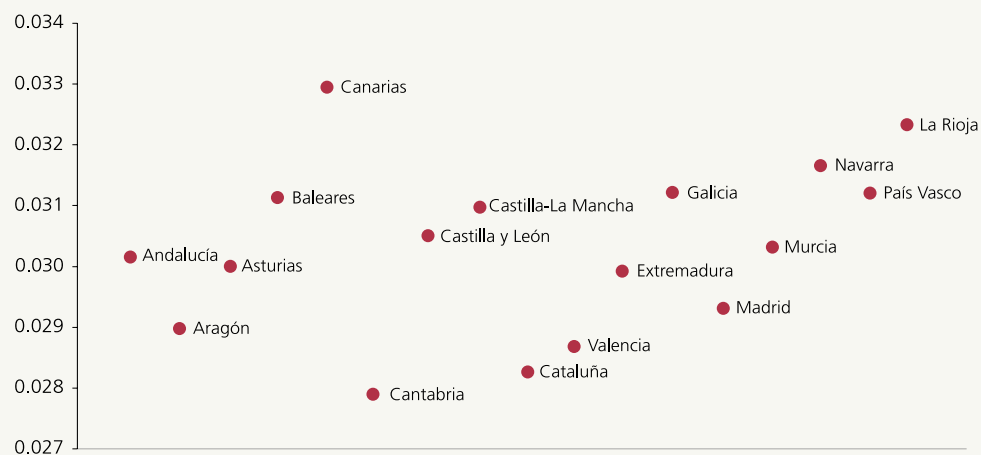 0.034
0.033
0.032
0.031
0.030
0.029
0.028
0.027
Canarias
La Rioja
Navarra
Baleares
Galicia
País Vasco
Castilla-La Mancha
Castilla y León
Andalucía
Asturias
Murcia
Extremadura
Madrid
Aragón
Valencia
Cataluña
Cantabria